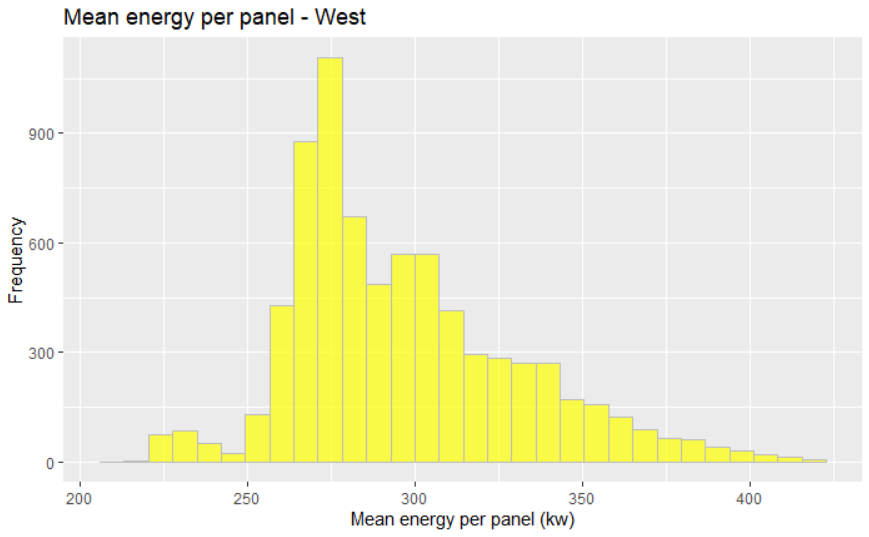 Mean energy per panel - West
900
600
300
0
Frequency
200 250 300 350 400
Mean energy per panel (kw)